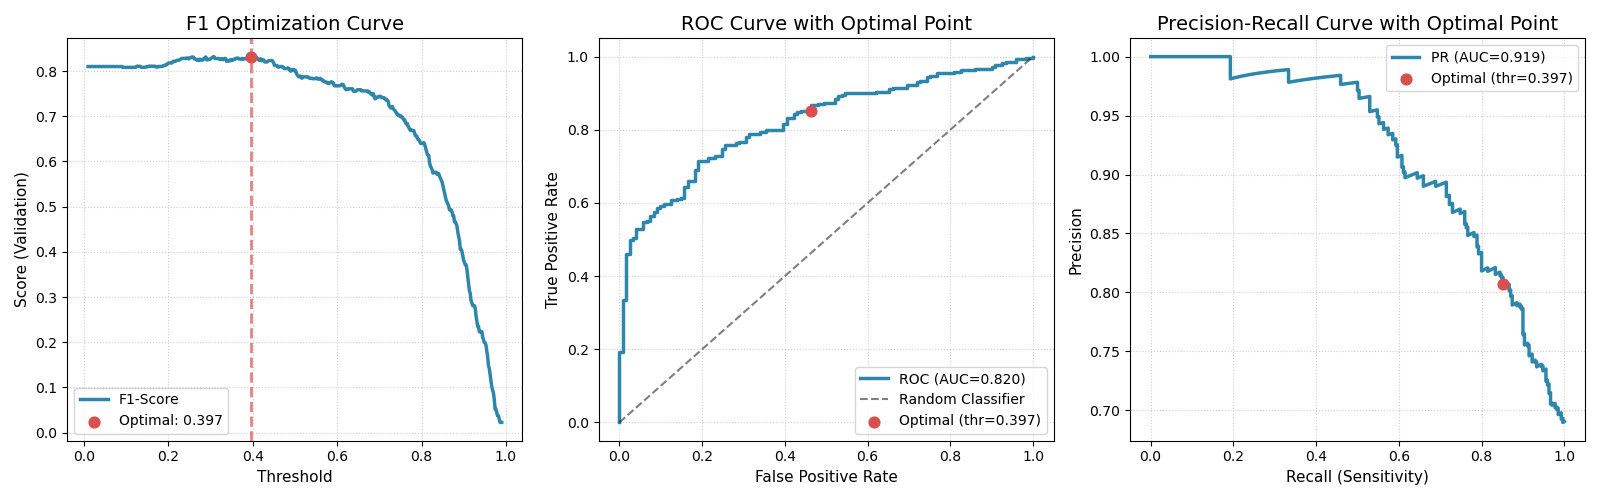 F1 Optimization Curve
Score (Validation)
0.8
0.7
0.6
0.5
0.4
0.3
0.2
0.1
0.0
F1-Score
Optimal: 0.397
0.0 0.2 0.4 0.6 0.8 1.0
Threshold
ROC Curve with Optimal Point
True Positive Rate
1.0
0.8
0.6
0.4
0.2
0.0
ROC (AUC=0.820)
Random Classifier
Optimal (thr=0.397)
0.0 0.2 0.4 0.6 0.8 1.0
False Positive Rate
Precision-Recall Curve with Optimal Point
Precision
1.00
0.95
0.90
0.85
0.80
0.75
0.70
PR (AUC=0.919)
Optimal (thr=0.397)
0.0 0.2 0.4 0.6 0.8 1.0
Recall (Sensitivity)